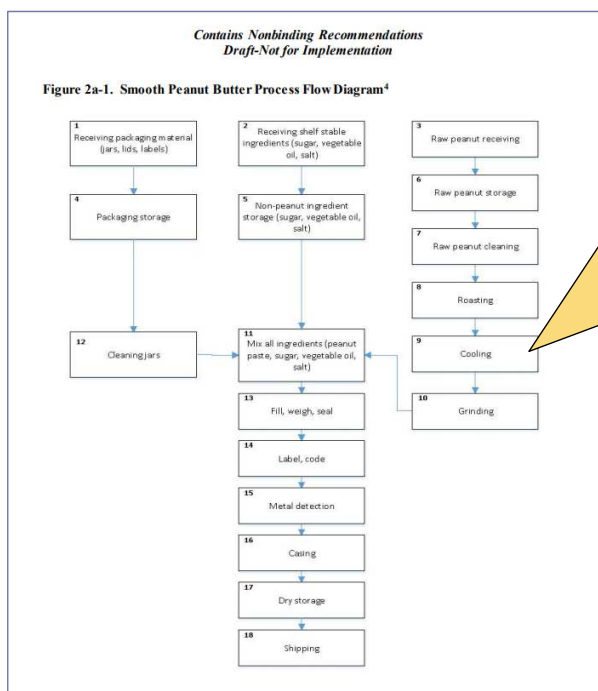 Contains Nonbinding Recommendations
Draft-Not for Implementation
Figure 2a-1. Smooth Peanut Butter Process Flow Diagram4
1
Receiving packaging material
(jars, lids, labels)
2
Receiving shelf stable
ingredients (sugar, vegetable
oil, salt)
3
Raw peanut receiving
4
Packaging storage
5
Non-peanut ingredient
storage (sugar, vegetable oil,
salt)
6
Raw peanut storage
7
Raw peanut cleaning
8
Roasting
9
Cooling
10
Grinding
11
Mix all ingredients (peanut
paste, sugar, vegetable oil,
salt)
12
Cleaning jars
13
Fill, weigh, seal
14
Label, code
15
Metal detection
16
Casing
17
Dry storage
18
Shipping